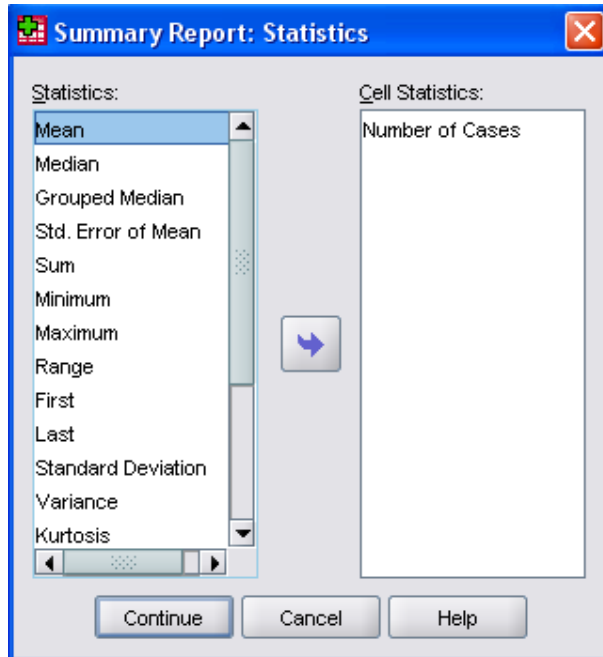 Summary Report: Statistics
Statistics:
Mean
Median
Grouped Median
Std. Error of Mean
Sum
Minimum
Maximum
Range
First
Last
Standard Deviation
Variance
Kurtosis
Cell Statistics:
Number of Cases
Continue
Cancel
Help